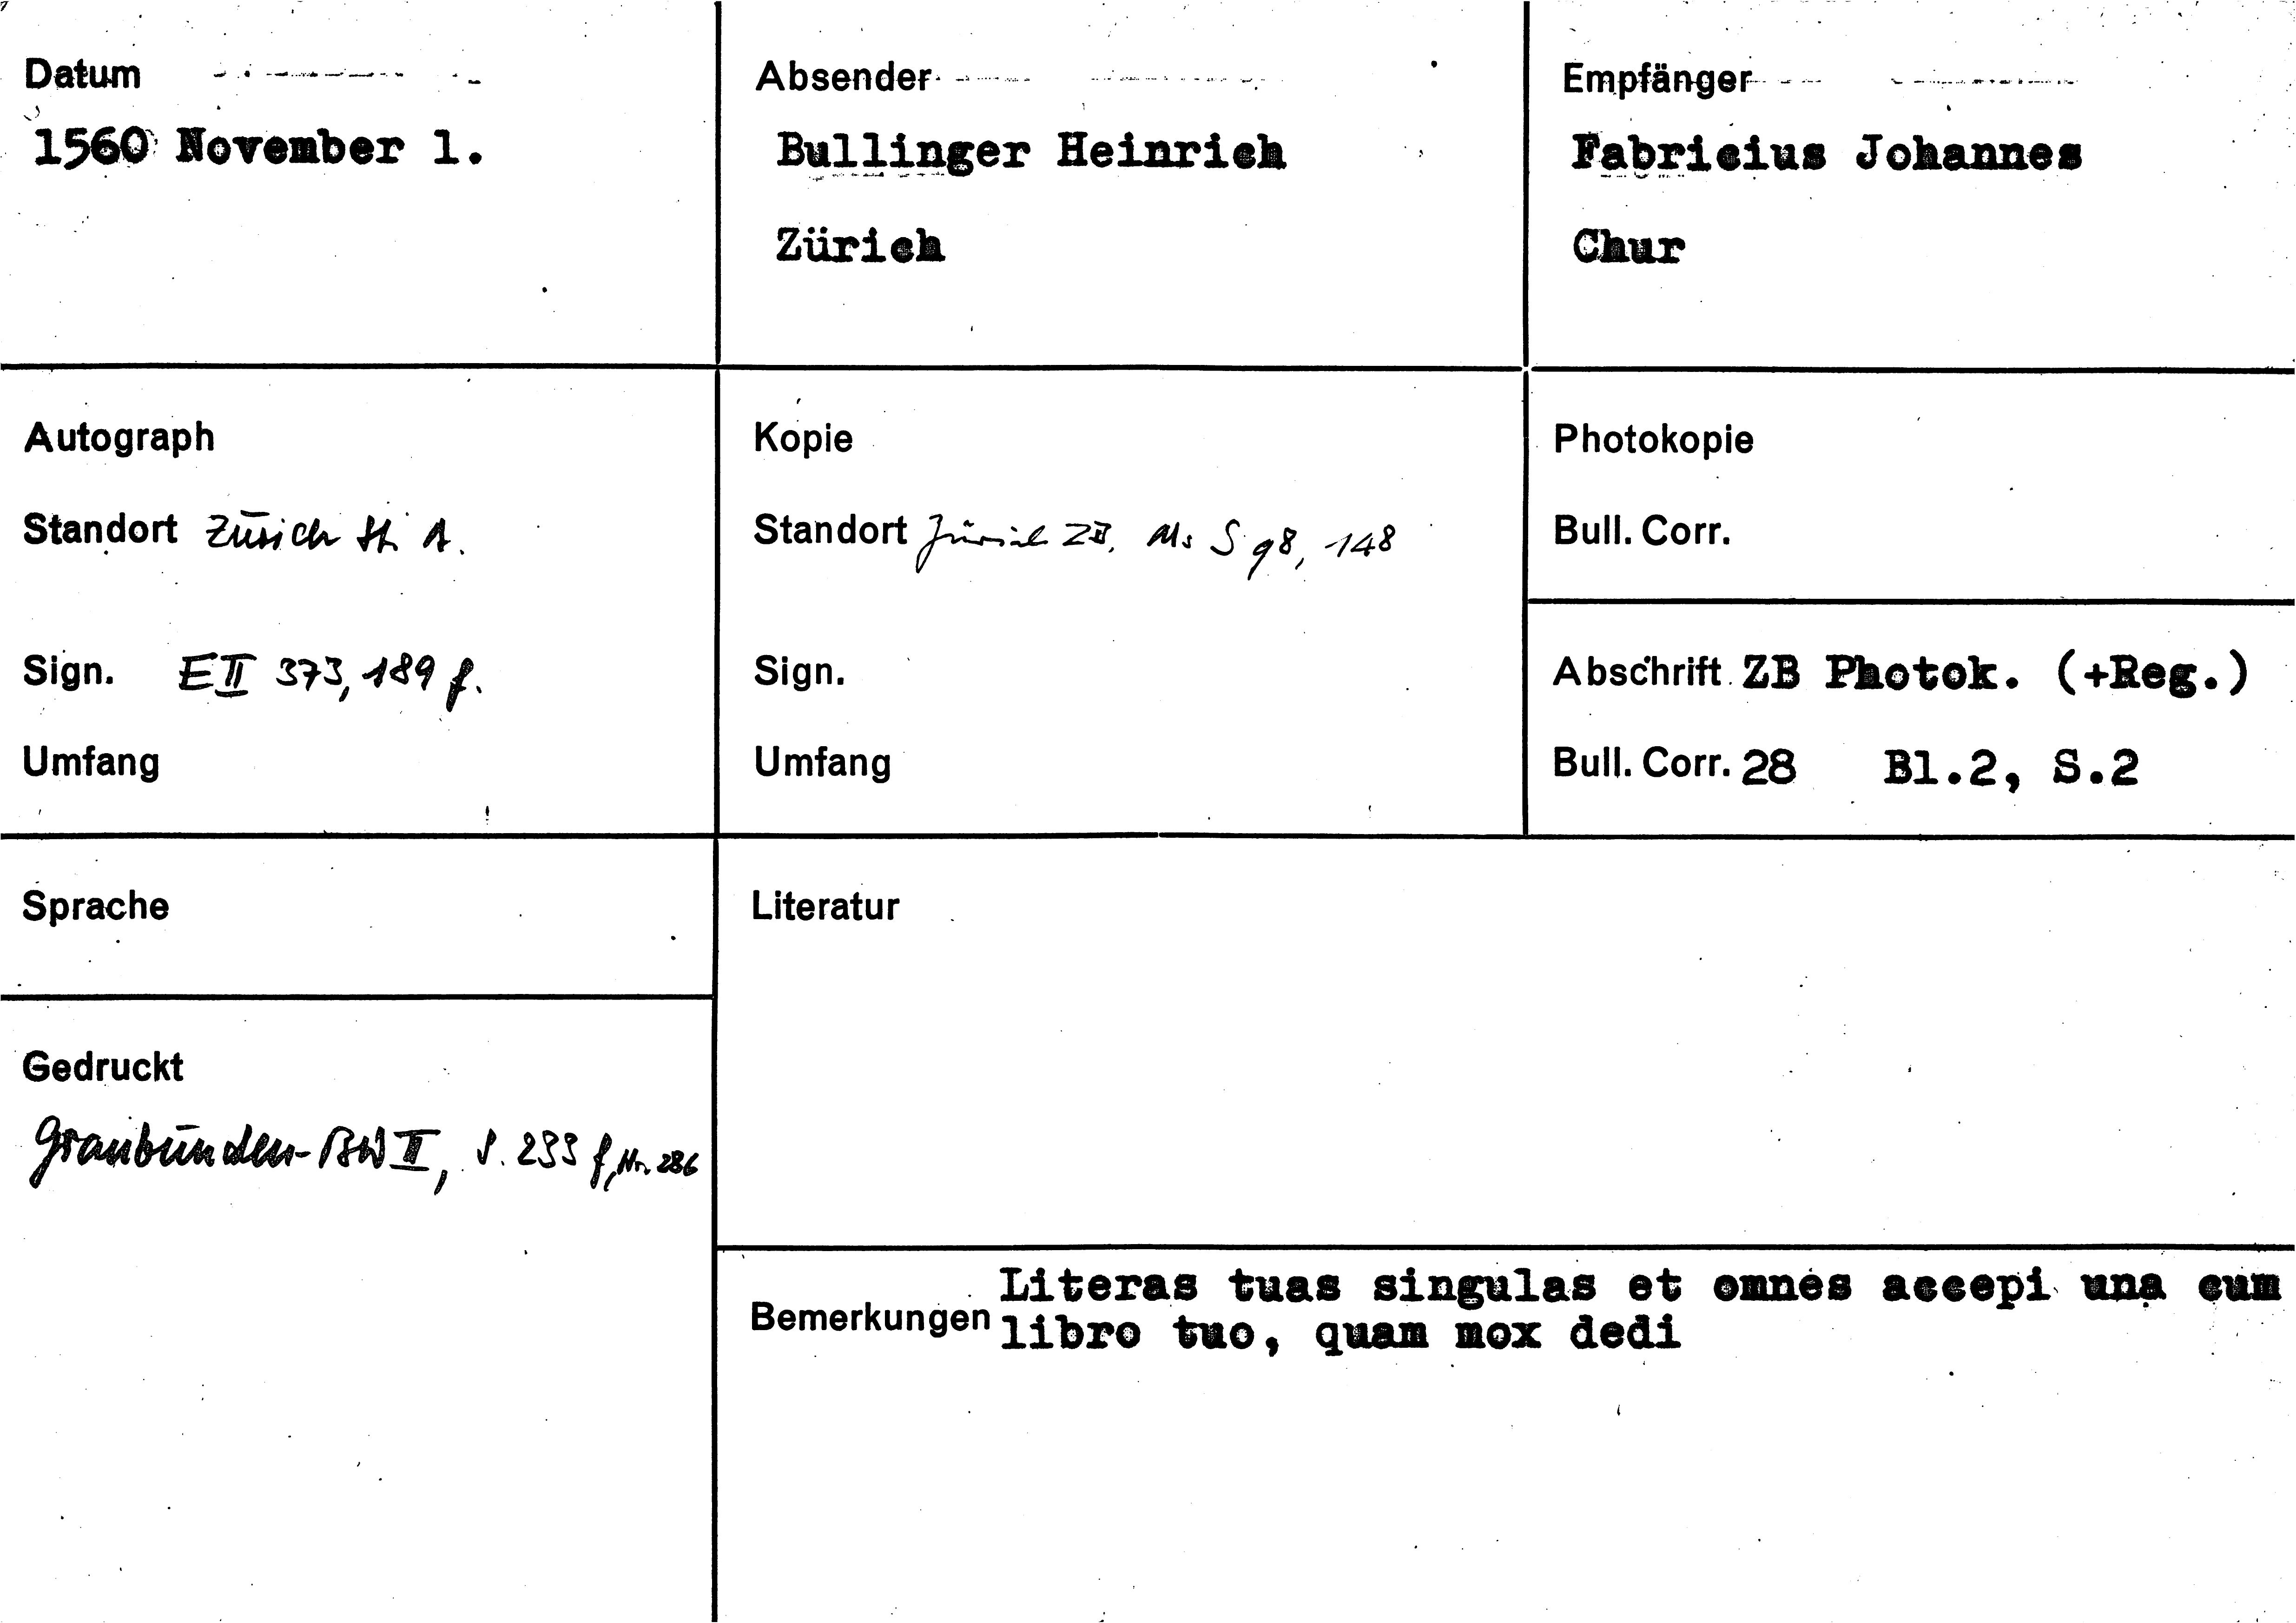 Datum
1560 November 1.
Absender
Bullinger Heinrich
Zürich
Empfänger
Fabricius Johannes
Chur
Autograph
Standort Zürich St. A.
Sign. E II 373, 189 f.
Umfang
Kopie
Standort Zürich ZB, Ms S 98, 148
Sign.
Umfang
Photokopie
Bull. Corr.
Abschrift ZB Photok. (+Reg.)
Bull. Corr. 28 Bl.2, S.2
Sprache
Gedruckt
Graubünden-BW II, S. 233 f, Nr. 286
Literatur
Bemerkungen Literas tuas singulas et omnes accepi una cum
libro tuo, quam mox dedi